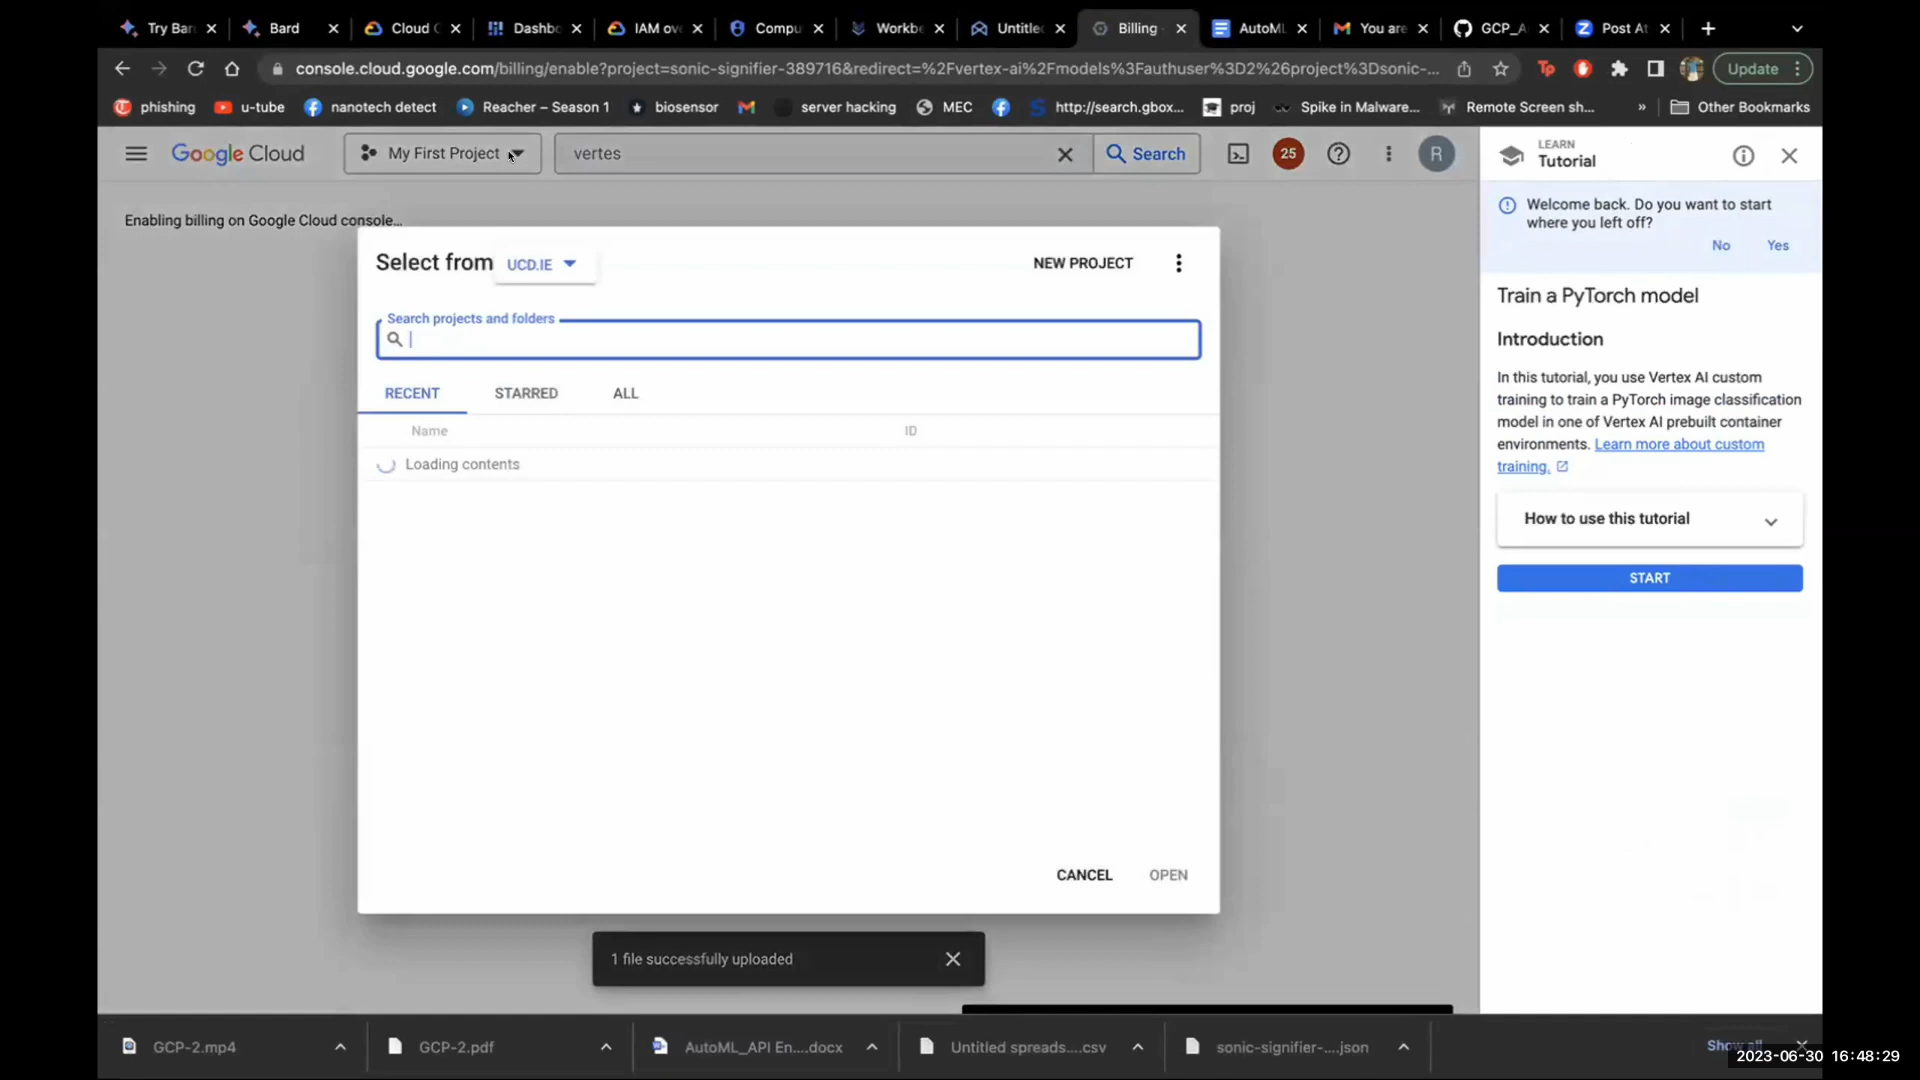 Try Bar
Bard
Cloud
Dashbo
IAM ov
Compu
Workbe
Untitle
Billing
AutoML
You are
GCP_A
Post At
console.cloud.google.com/billing/enable?project=sonic-signifier-389716&redirect=%2Fvertex-ai%2Fmodels%3Fauthuser%3D2%26project%3Dsonic-...
Update
phishing
u-tube
nanotech detect
Reacher – Season 1
biosensor
server hacking
MEC
http://search.gbox...
proj
Spike in Malware...
Remote Screen sh...
»
Other Bookmarks
Google Cloud
My First Project
vertes
Search
25
R
LEARN
Tutorial
Enabling billing on Google Cloud console...
Select from UCD.IE
NEW PROJECT
Search projects and folders
RECENT
STARRED
ALL
Name
ID
Loading contents
CANCEL
OPEN
1 file successfully uploaded
Welcome back. Do you want to start
where you left off?
No
Yes
Train a PyTorch model
Introduction
In this tutorial, you use Vertex AI custom
training to train a PyTorch image classification
model in one of Vertex AI prebuilt container
environments. Learn more about custom
training.
How to use this tutorial
START
GCP-2.mp4
GCP-2.pdf
AutoML_API En....docx
Untitled spreads....csv
sonic-signifier-....json
Show all
2023-06-30 16:48:29